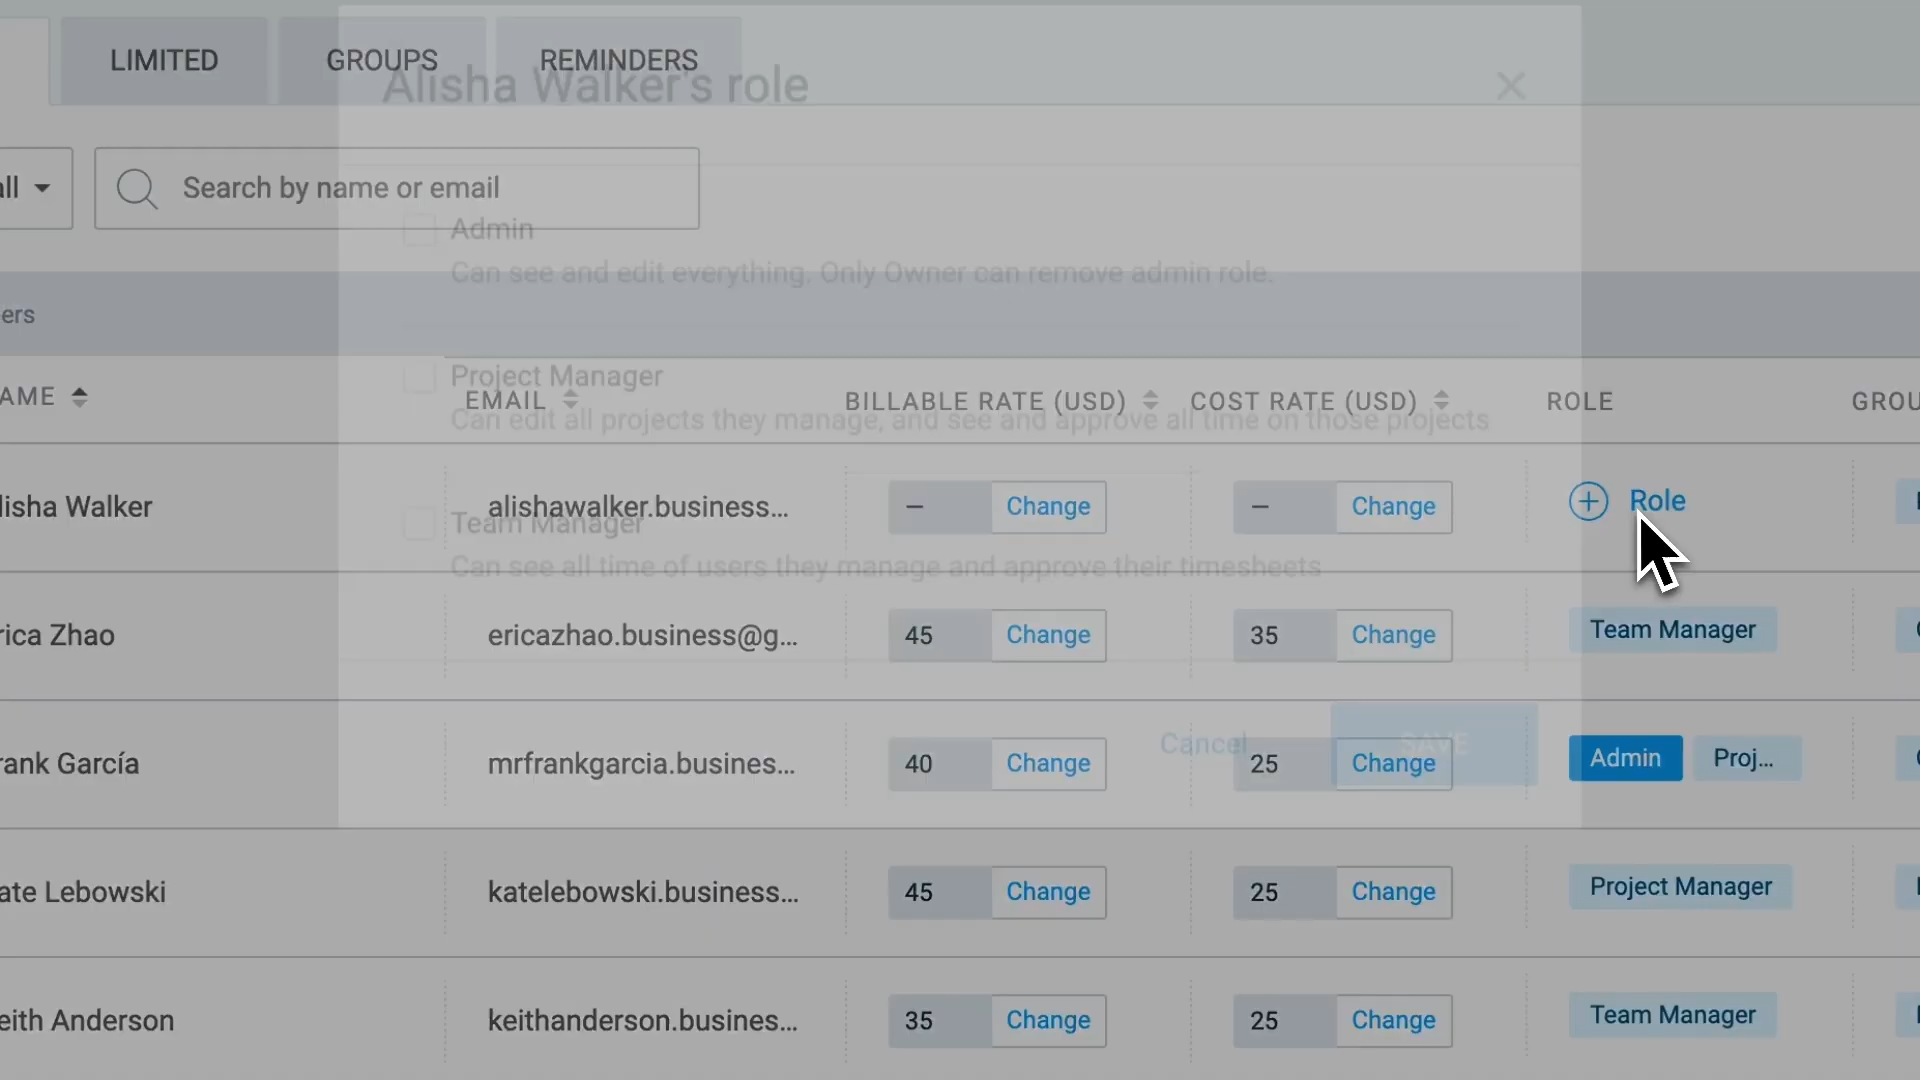 LIMITED
GROUPS
REMINDERS
Alisha Walker's role
all
Search by name or email
Admin
Can see and edit everything. Only Owner can remove admin role.
ers
Project Manager
Can edit all projects they manage, and see and approve all time on those projects
AME
EMAIL
BILLABLE RATE (USD)
COST RATE (USD)
ROLE
GROU
lisha Walker
alishawalker.business...
–
Change
–
Change
Role
Team Manager
Can see all time of users they manage and approve their timesheets
rica Zhao
ericazhao.business@g...
45
Change
35
Change
Team Manager
Cancel
SAVE
rank García
mrfrankgarcia.busines...
40
Change
25
Change
Admin
Proj...
ate Lebowski
katelebowski.business...
45
Change
25
Change
Project Manager
eith Anderson
keithanderson.busines...
35
Change
25
Change
Team Manager